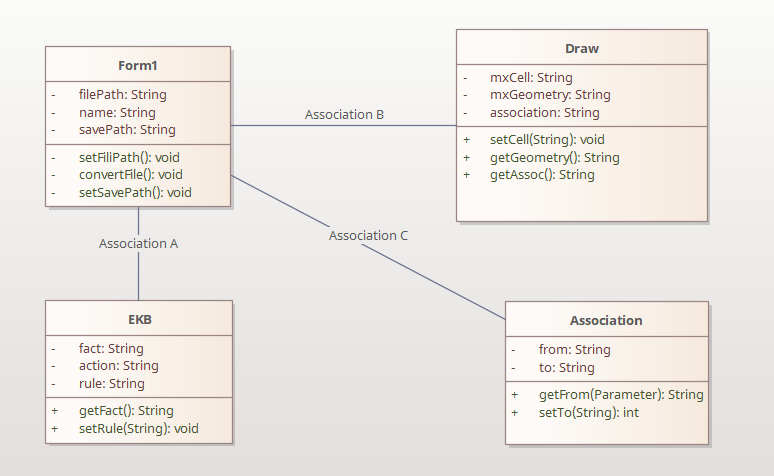 Form1
- filePath: String
- name: String
- savePath: String
- setFiliPath(): void
- convertFile(): void
- setSavePath(): void
Association B
Draw
- mxCell: String
- mxGeometry: String
- association: String
+ setCell(String): void
+ getGeometry(): String
+ getAssoc(): String
Association A
Association C
EKB
- fact: String
- action: String
- rule: String
+ getFact(): String
+ setRule(String): void
Association
- from: String
- to: String
+ getFrom(Parameter): String
+ setTo(String): int